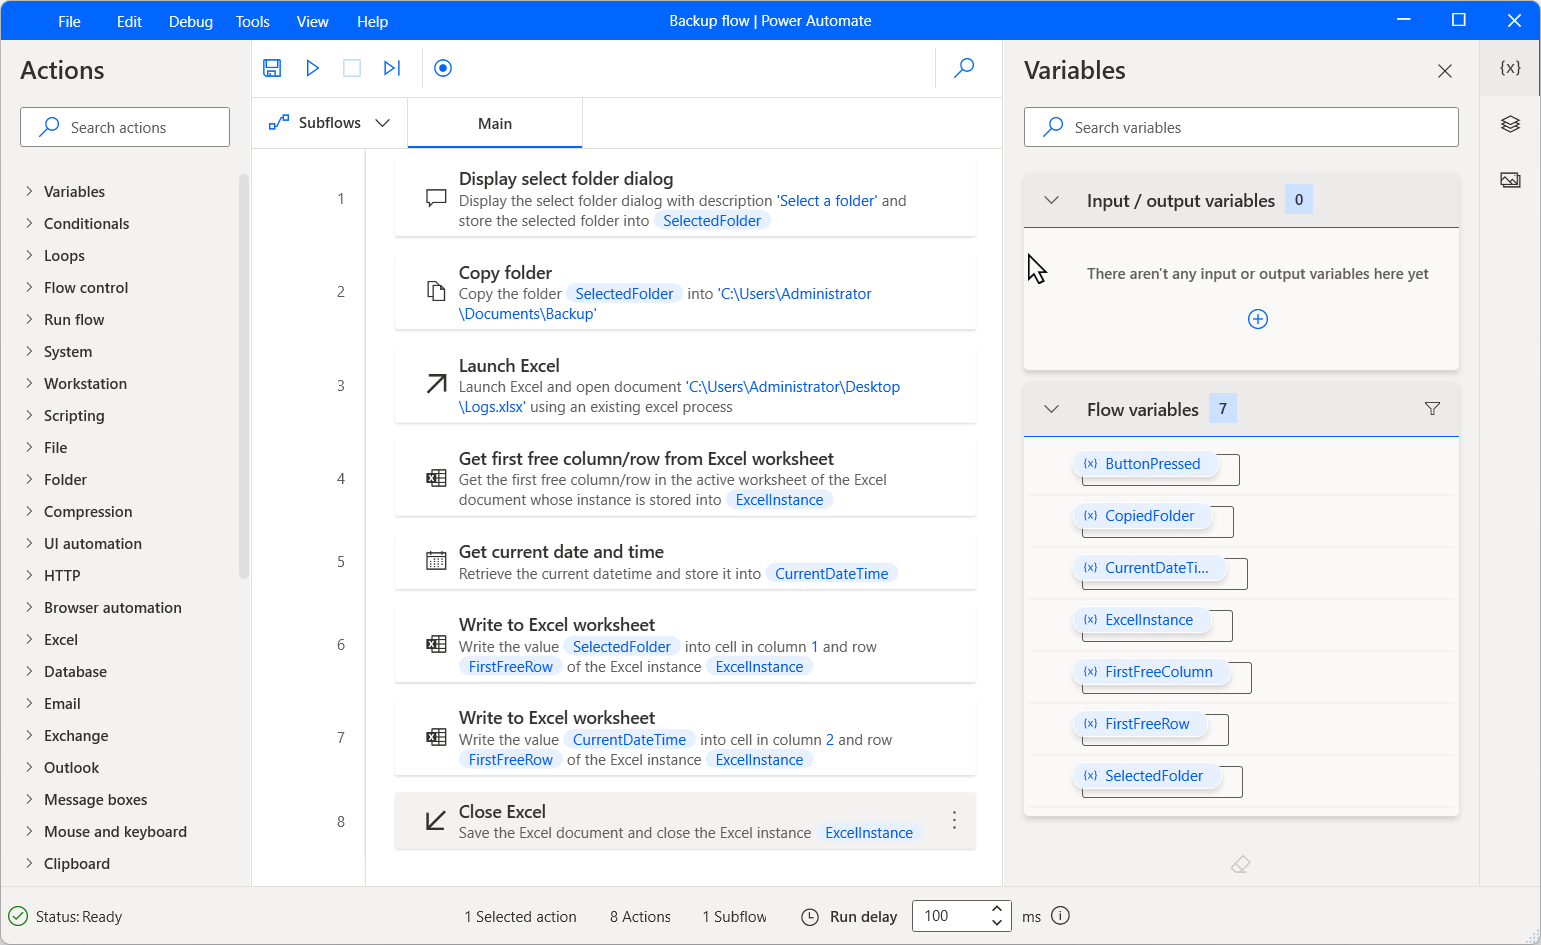 File Edit Debug Tools View Help Backup flow | Power Automate
Actions
Search actions
Variables
Conditionals
Loops
Flow control
Run flow
System
Workstation
Scripting
File
Folder
Compression
UI automation
HTTP
Browser automation
Excel
Database
Email
Exchange
Outlook
Message boxes
Mouse and keyboard
Clipboard
Subflows Main
1
Display select folder dialog
Display the select folder dialog with description 'Select a folder' and
store the selected folder into SelectedFolder
2
Copy folder
Copy the folder SelectedFolder into 'C:\Users\Administrator
\Documents\Backup'
3
Launch Excel
Launch Excel and open document 'C:\Users\Administrator\Desktop
\Logs.xlsx' using an existing excel process
4
Get first free column/row from Excel worksheet
Get the first free column/row in the active worksheet of the Excel
document whose instance is stored into ExcelInstance
5
Get current date and time
Retrieve the current datetime and store it into CurrentDateTime
6
Write to Excel worksheet
Write the value SelectedFolder into cell in column 1 and row
FirstFreeRow of the Excel instance ExcelInstance
7
Write to Excel worksheet
Write the value CurrentDateTime into cell in column 2 and row
FirstFreeRow of the Excel instance ExcelInstance
8
Close Excel
Save the Excel document and close the Excel instance ExcelInstance
Variables
{x}
Search variables
Input / output variables 0
There aren't any input or output variables here yet
Flow variables 7
{x} ButtonPressed
{x} CopiedFolder
{x} CurrentDateTi...
{x} ExcelInstance
{x} FirstFreeColumn
{x} FirstFreeRow
{x} SelectedFolder
Status: Ready 1 Selected action 8 Actions 1 Subflow Run delay 100 ms